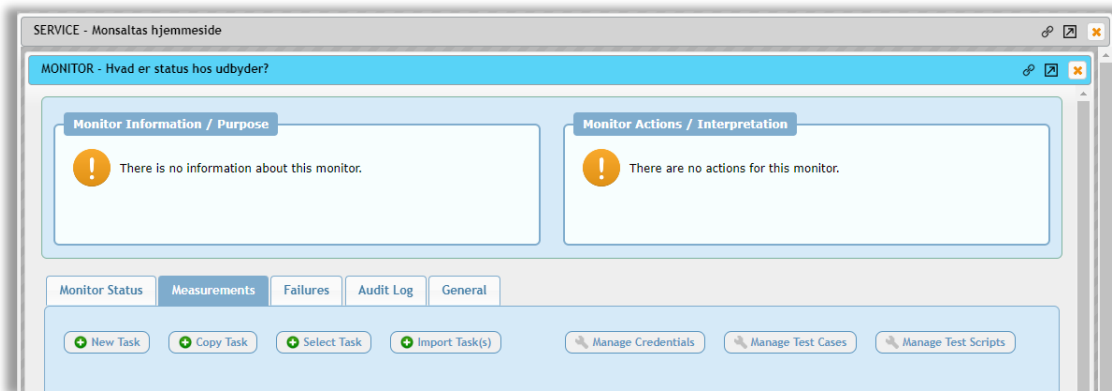 SERVICE - Monsaltas hjemmeside
MONITOR - Hvad er status hos udbyder?
Monitor Information / Purpose
There is no information about this monitor.
Monitor Actions / Interpretation
There are no actions for this monitor.
Monitor Status
Measurements
Failures
Audit Log
General
New Task
Copy Task
Select Task
Import Task(s)
Manage Credentials
Manage Test Cases
Manage Test Scripts